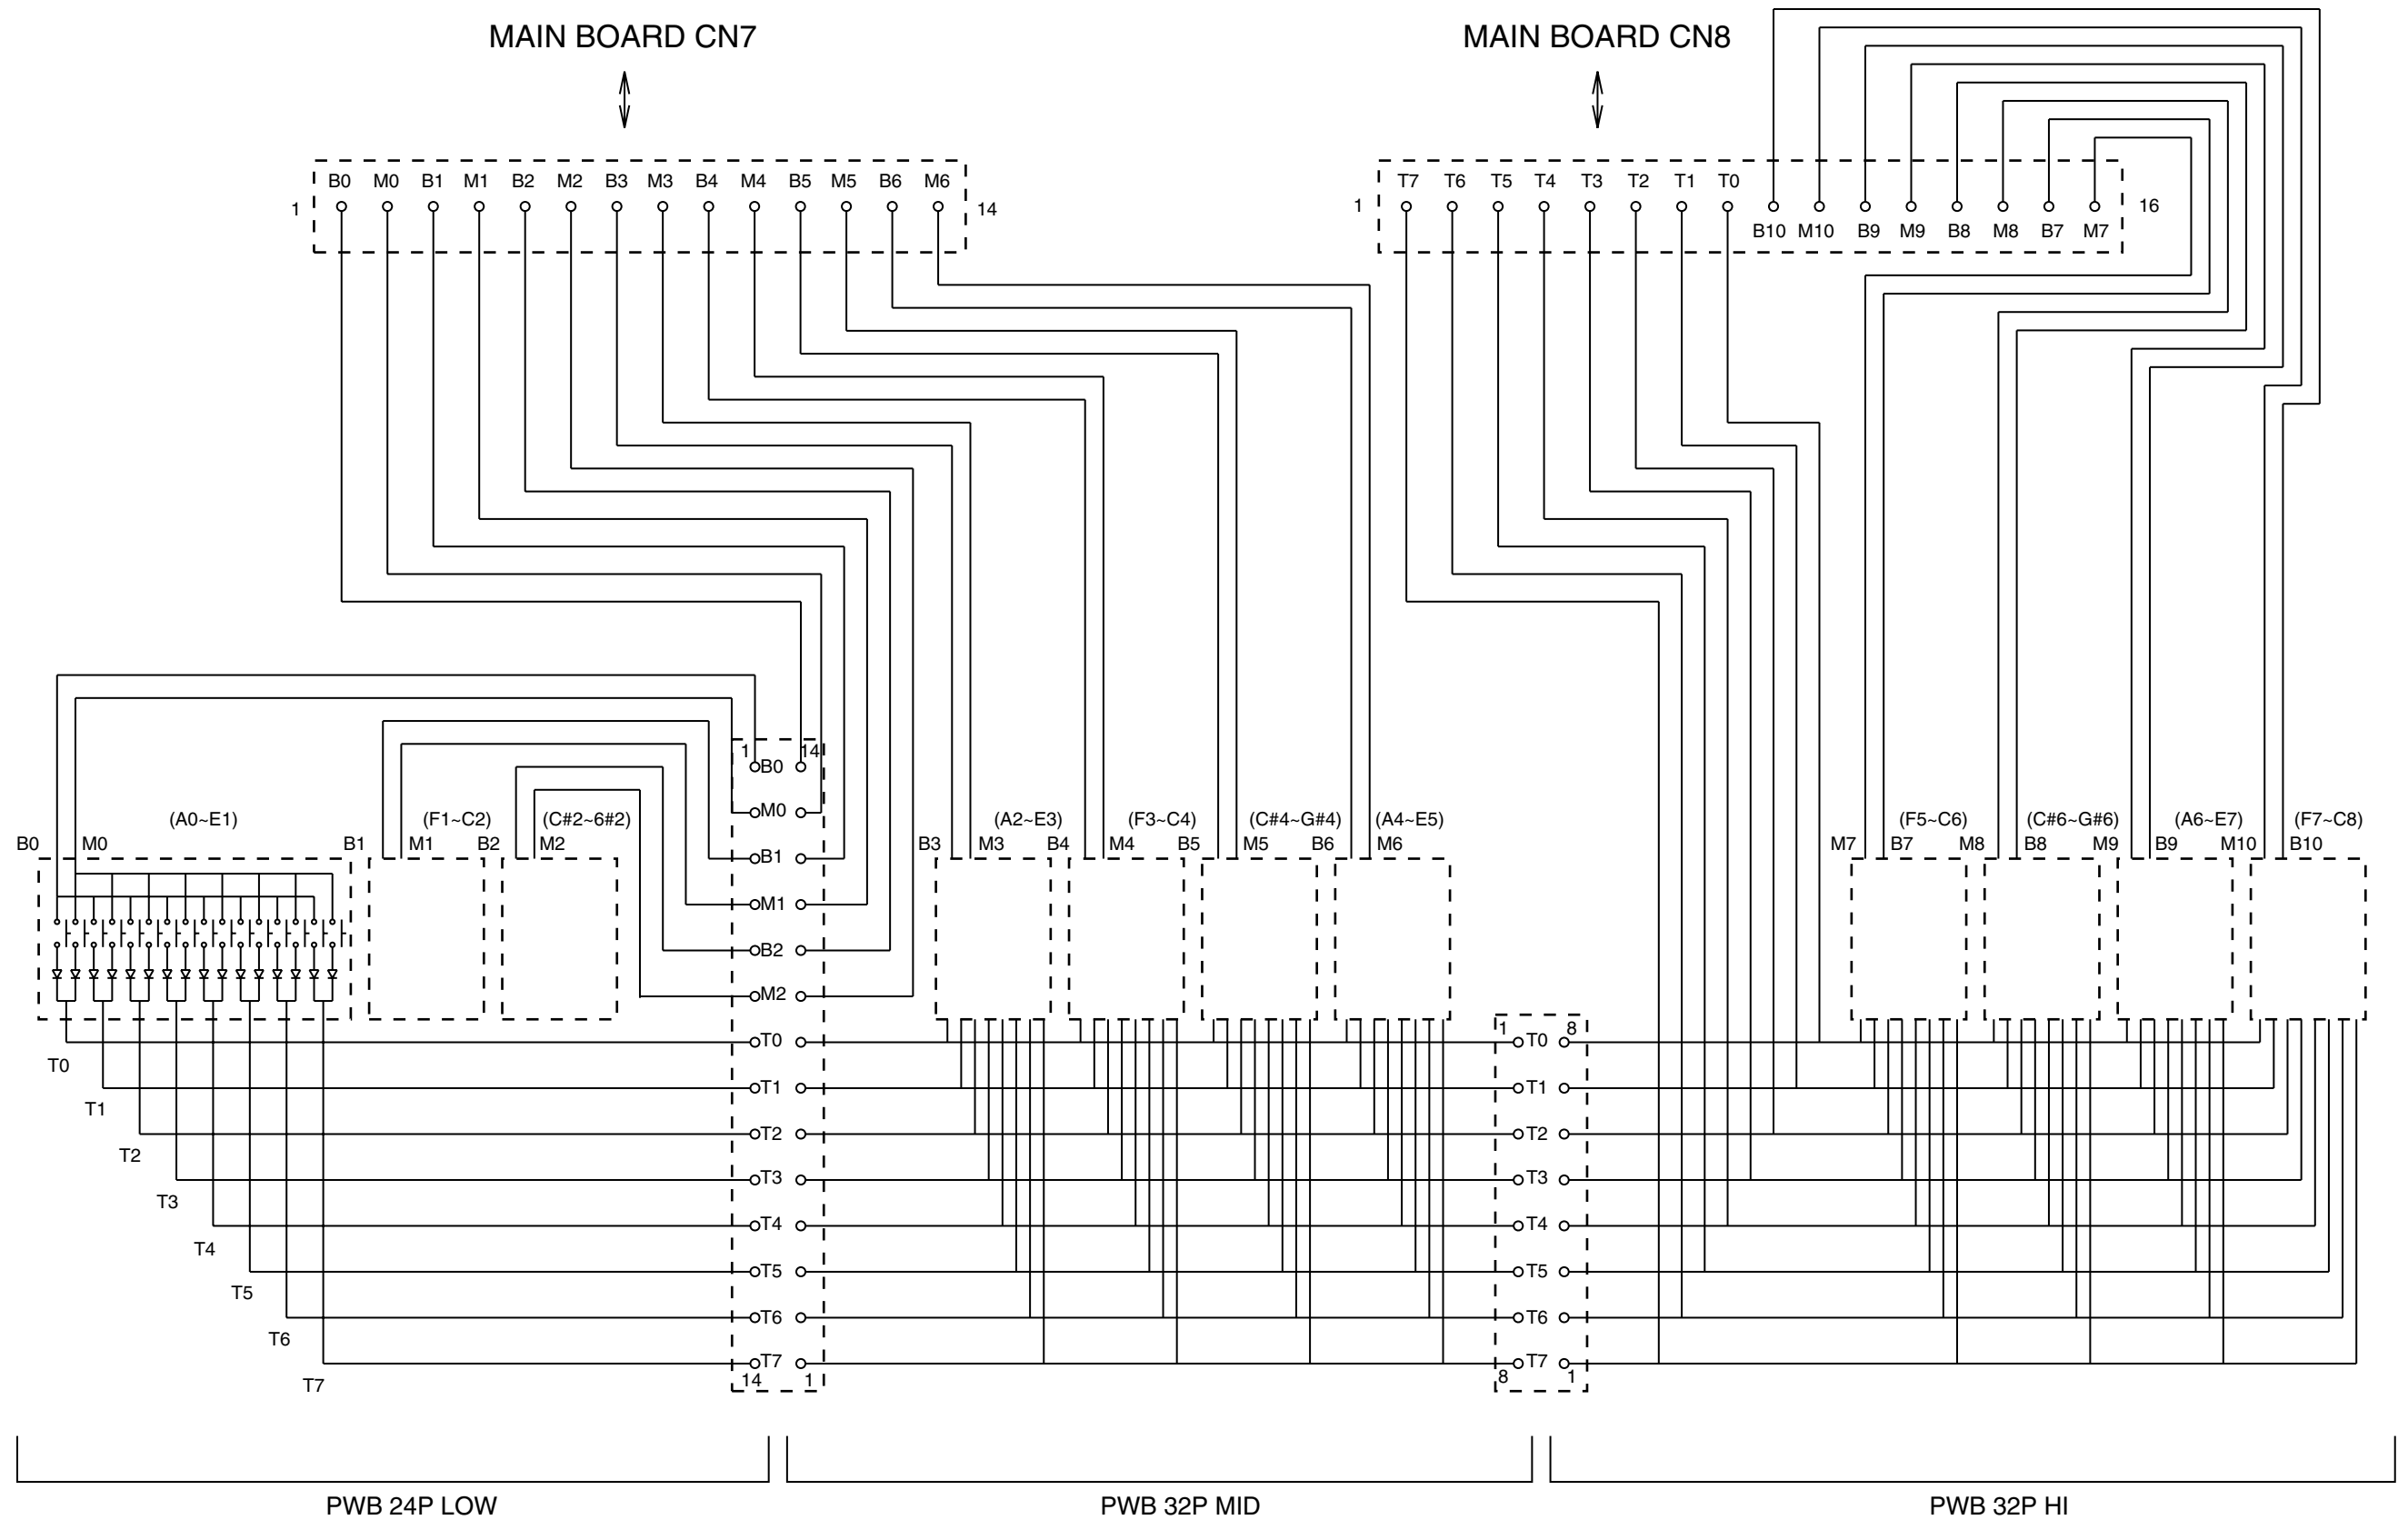 MAIN BOARD CN7
MAIN BOARD CN8
B0 M0 B1 M1 B2 M2 B3 M3 B4 M4 B5 M5 B6 M6
1 14
T7 T6 T5 T4 T3 T2 T1 T0
1 16
B10 M10 B9 M9 B8 M8 B7 M7
1 14
B0
M0
B1
M1
B2
M2
T0
T1
T2
T3
T4
T5
T6
T7
14 1
(A0~E1) (F1~C2) (C#2~6#2)
B0 M0 B1 M1 B2 M2
(A2~E3) (F3~C4) (C#4~G#4) (A4~E5)
B3 M3 B4 M4 B5 M5 B6 M6
(F5~C6) (C#6~G#6) (A6~E7) (F7~C8)
M7 B7 M8 B8 M9 B9 M10 B10
1 8
T0
T1
T2
T3
T4
T5
T6
T7
8 1
T0
T1
T2
T3
T4
T5
T6
T7
PWB 24P LOW
PWB 32P MID
PWB 32P HI